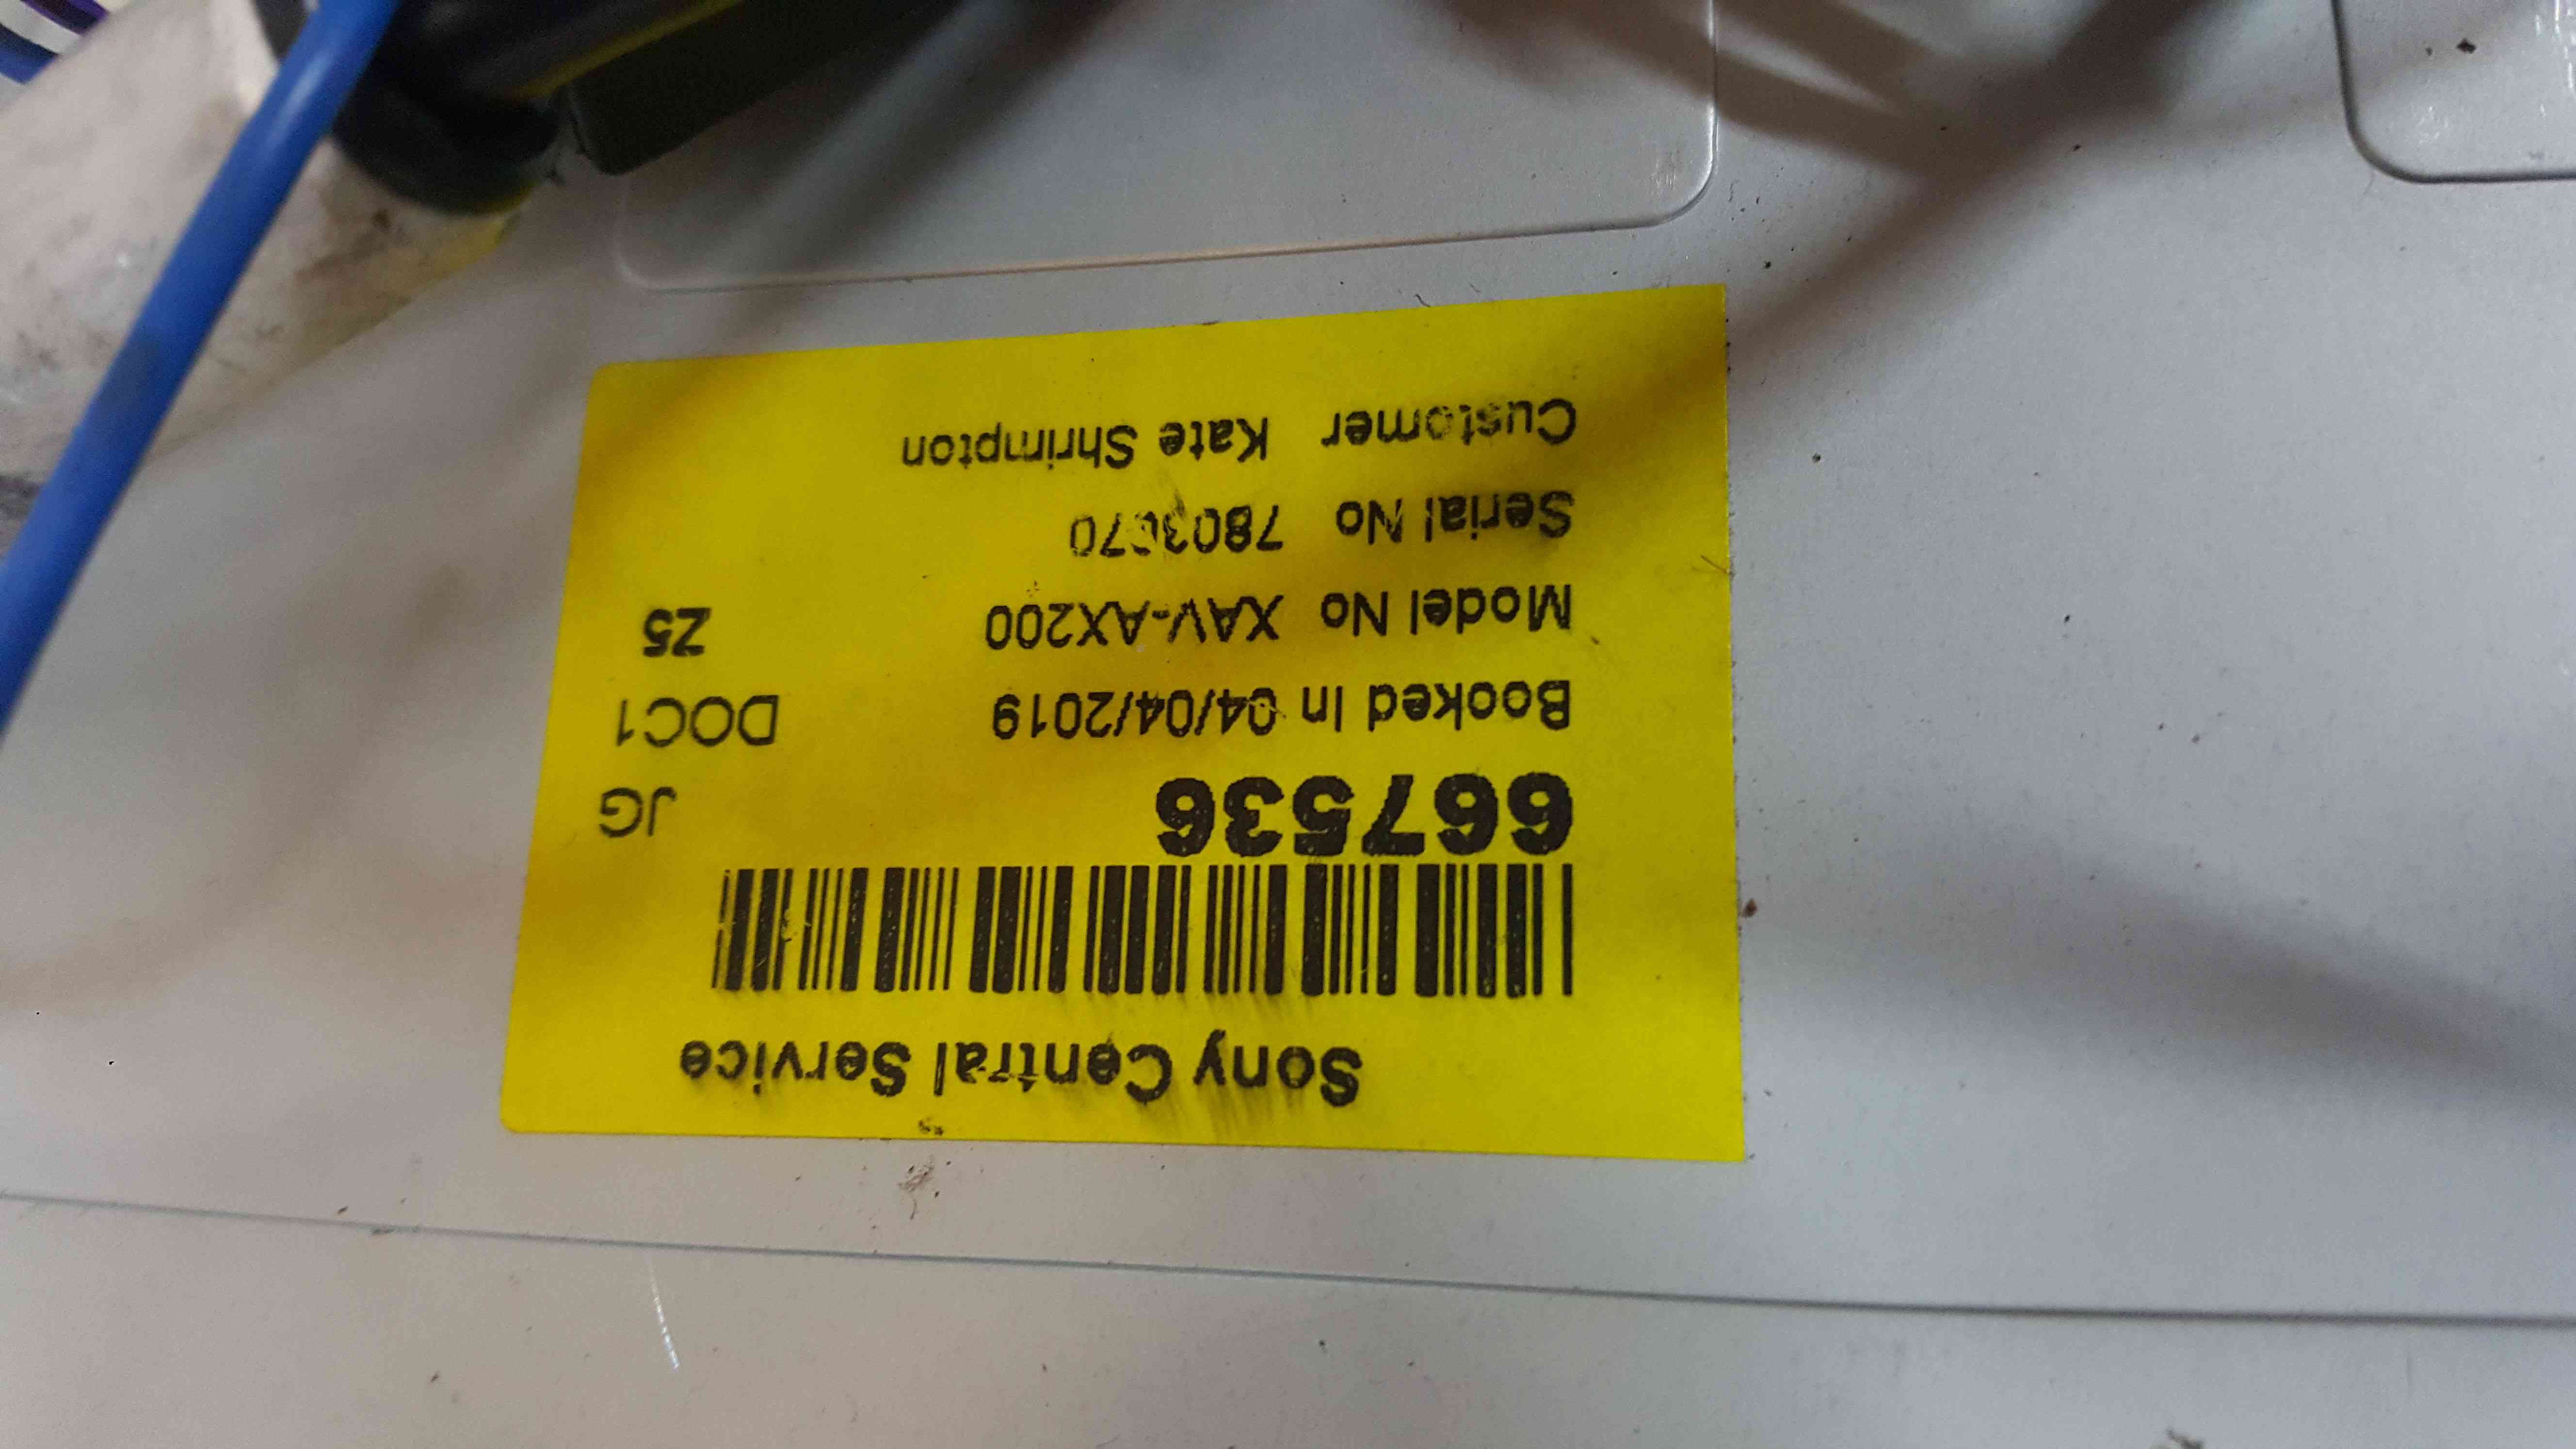 Sony Central Service
667536 JG
Booked In 04/04/2019 DOC1
Model No XAV-AX200 Z5
Serial No
Customer Kate Shrimpton